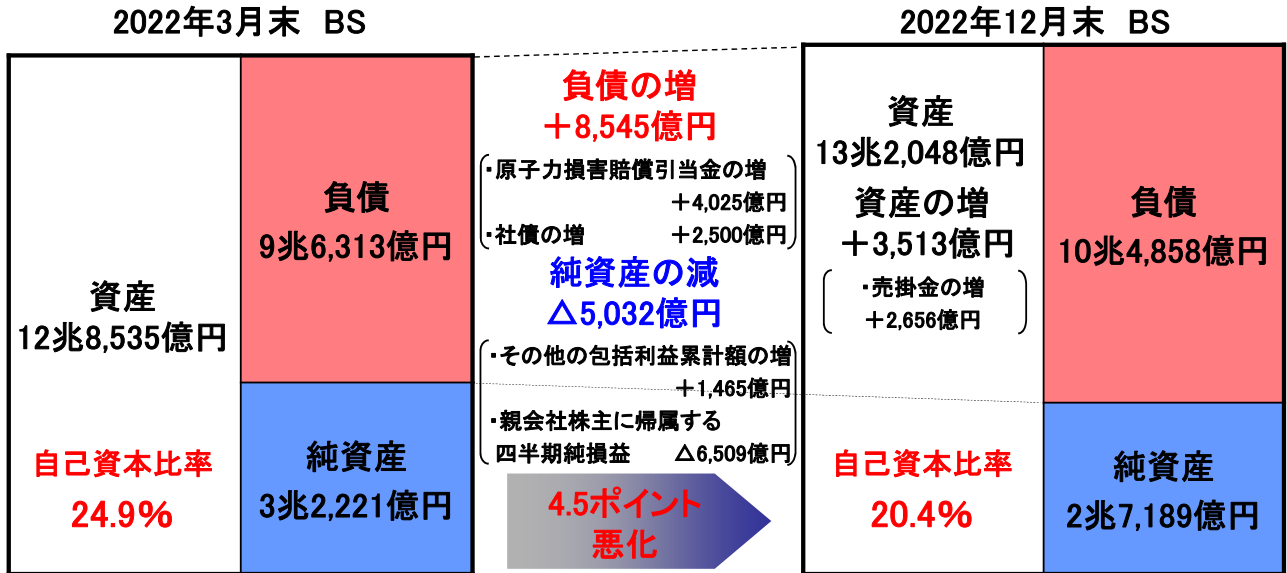 2022年3月末 BS
資産
12兆8,535億円
自己資本比率
24.9%
負債
9兆6,313億円
純資産
3兆2,221億円
負債の増
＋8,545億円
・原子力損害賠償引当金の増
＋4,025億円
・社債の増 ＋2,500億円
純資産の減
△5,032億円
・その他の包括利益累計額の増
＋1,465億円
・親会社株主に帰属する
四半期純損益 △6,509億円
4.5ポイント
悪化
2022年12月末 BS
資産
13兆2,048億円
資産の増
＋3,513億円
・売掛金の増
＋2,656億円
自己資本比率
20.4%
負債
10兆4,858億円
純資産
2兆7,189億円